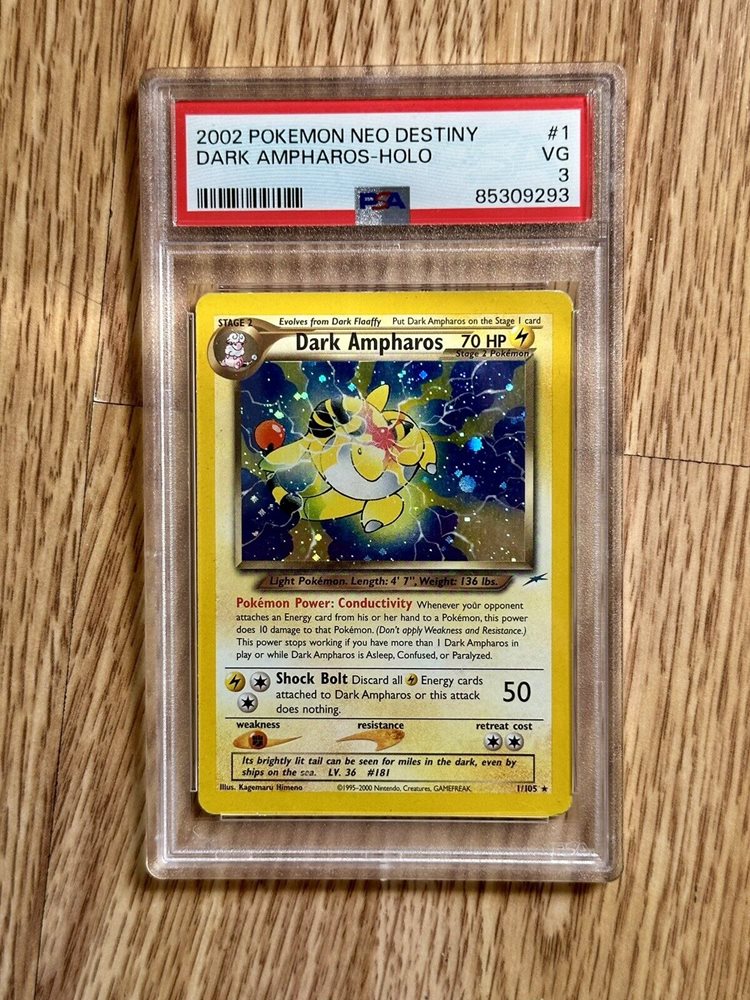 2002 POKEMON NEO DESTINY #1
DARK AMPHAROS-HOLO VG
3
PSA 85309293
STAGE 2 Evolves from Dark Flaaffy Put Dark Ampharos on the Stage 1 card
Dark Ampharos 70 HP
Stage 2 Pokémon
Light Pokémon. Length: 4' 7", Weight: 136 lbs.
Pokémon Power: Conductivity Whenever your opponent
attaches an Energy card from his or her hand to a Pokémon, this power
does 10 damage to that Pokémon. (Don't apply Weakness and Resistance.)
This power stops working if you have more than 1 Dark Ampharos in
play or while Dark Ampharos is Asleep, Confused, or Paralyzed.
Shock Bolt Discard all Energy cards
attached to Dark Ampharos or this attack 50
does nothing.
weakness resistance retreat cost
Its brightly lit tail can be seen for miles in the dark, even by
ships on the sea. LV. 36 #181
Illus. Kagemaru Himeno ©1995-2000 Nintendo, Creatures, GAMEFREAK. 1/105 ★